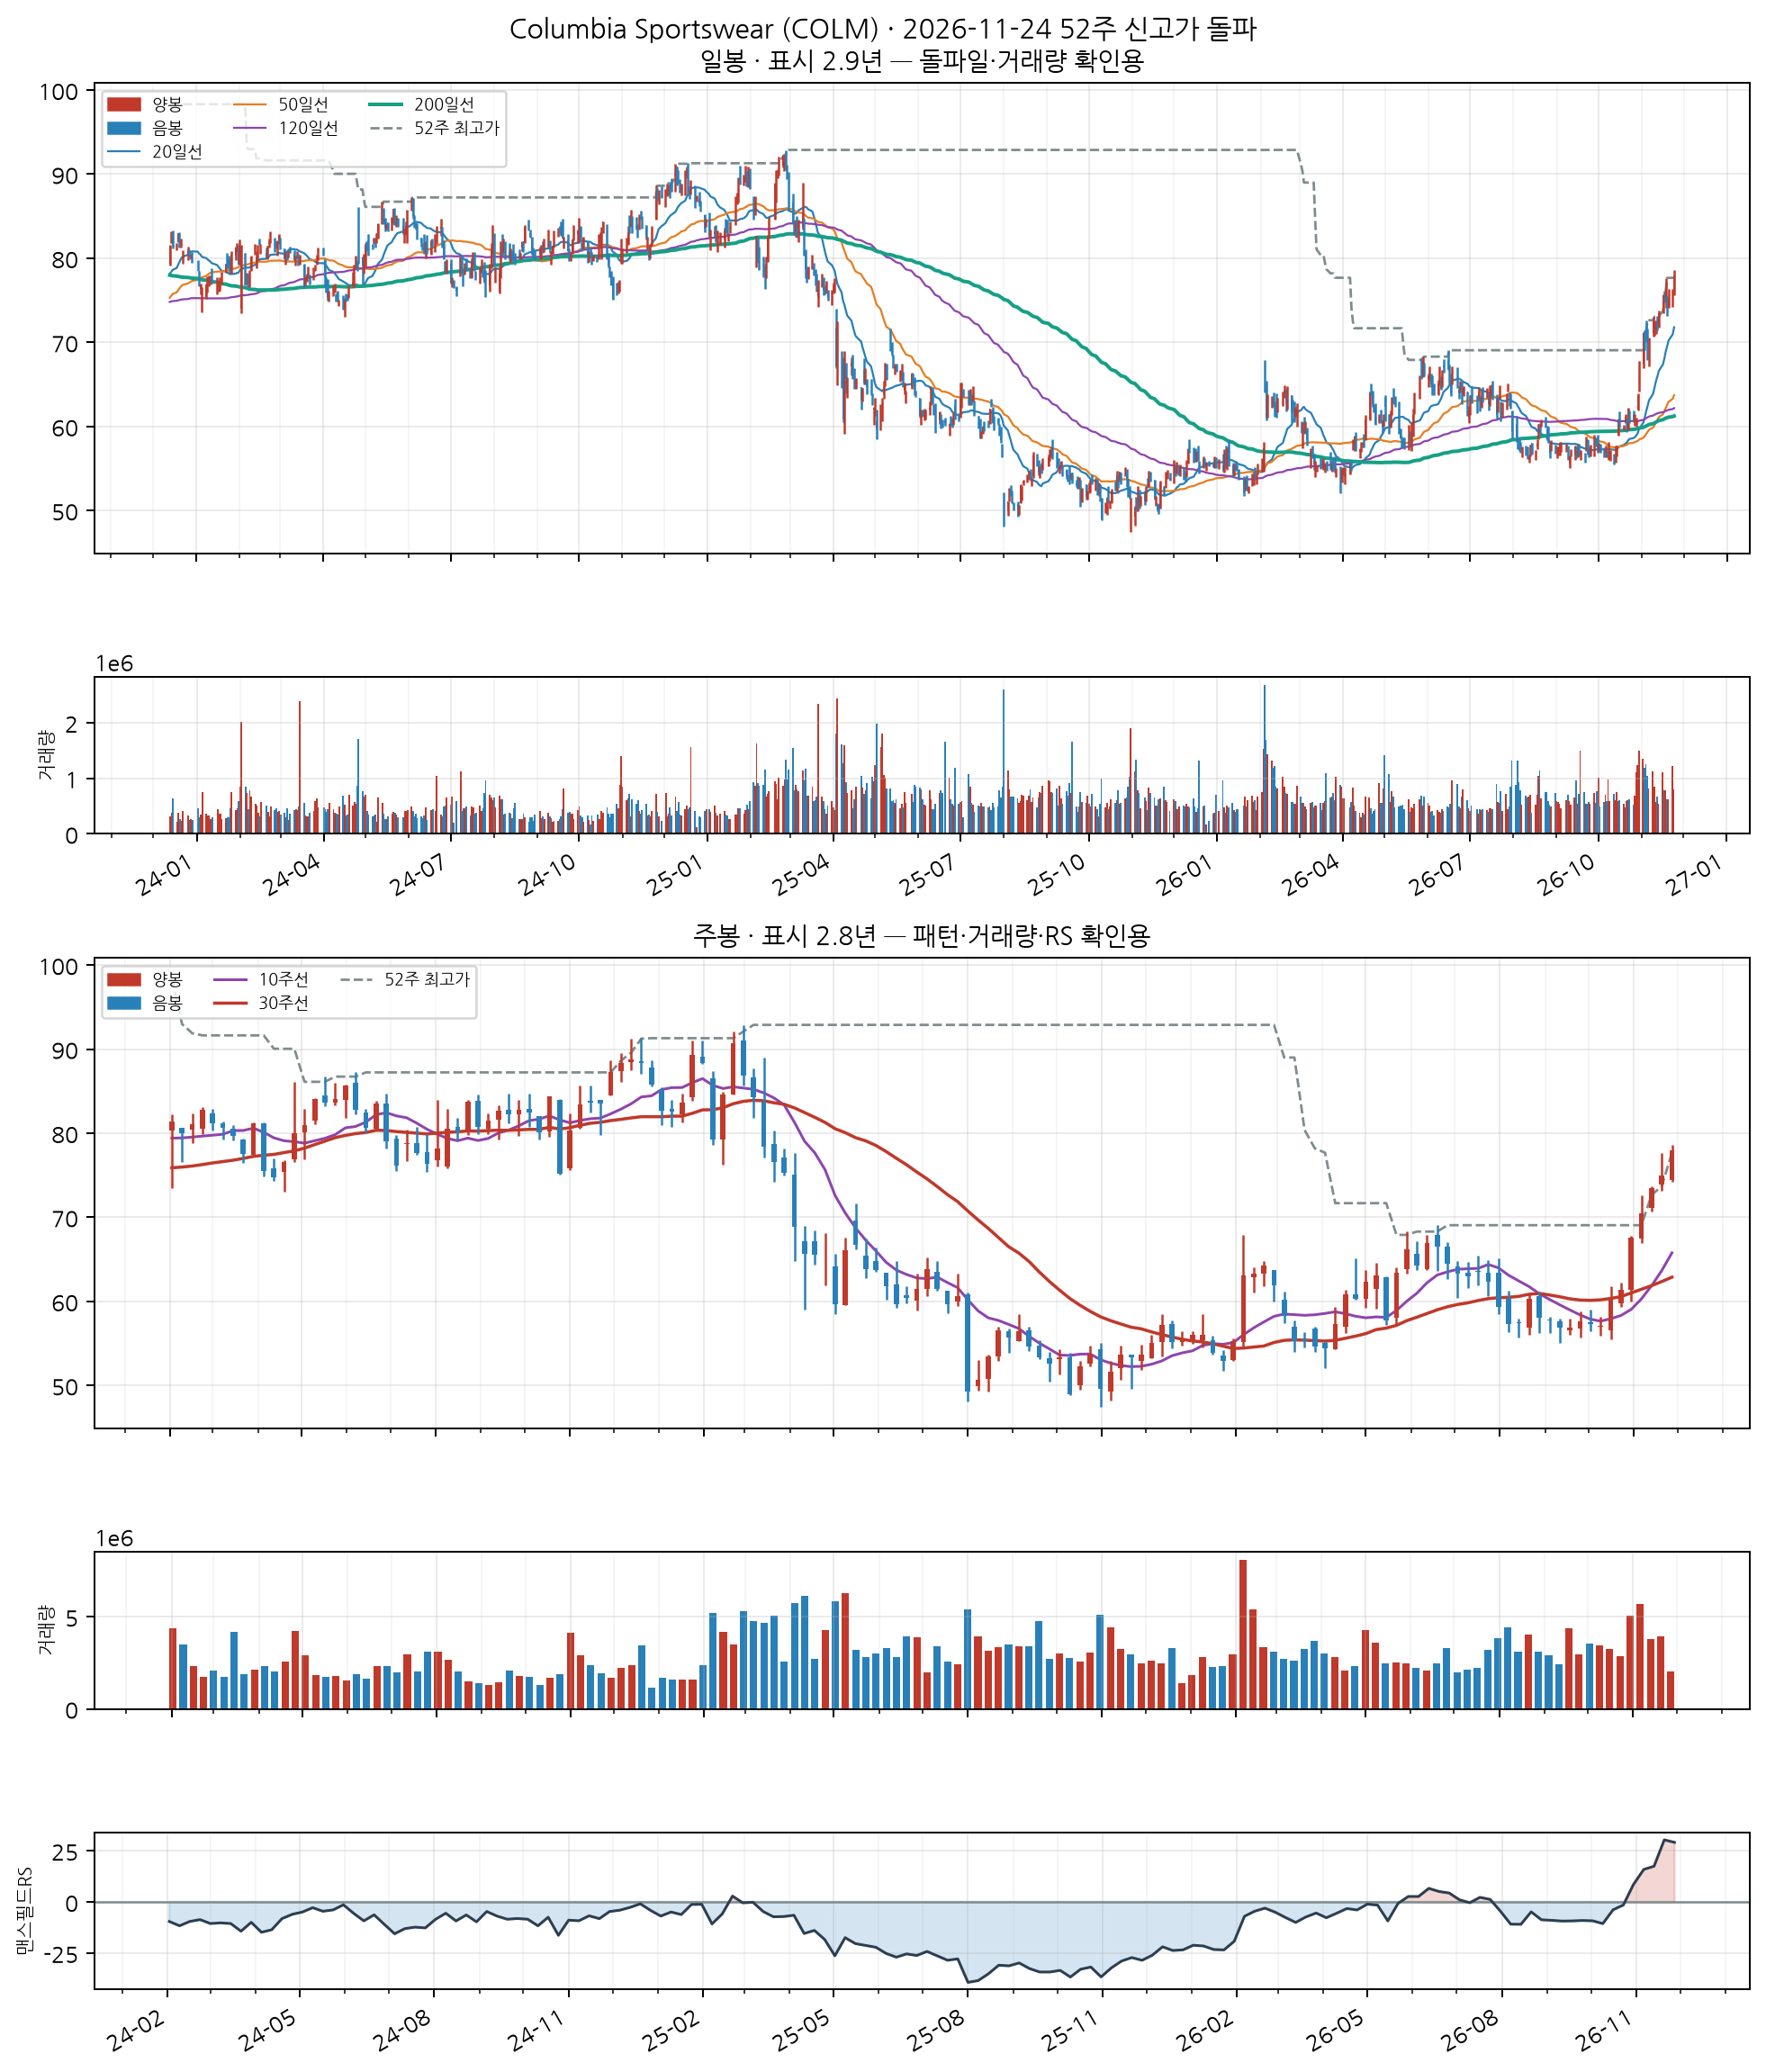 Columbia Sportswear (COLM) · 2026-11-24 52주 신고가 돌파
일봉 · 표시 2.9년 — 돌파일·거래량 확인용
양봉 50일선 200일선
음봉 120일선 52주 최고가
20일선
100
90
80
70
60
50
1e6
거래량
2
1
0
24-01 24-04 24-07 24-10 25-01 25-04 25-07 25-10 26-01 26-04 26-07 26-10 27-01
주봉 · 표시 2.8년 — 패턴·거래량·RS 확인용
양봉 10주선 52주 최고가
음봉 30주선
100
90
80
70
60
50
1e6
거래량
5
0
맨스필드RS
25
0
-25
24-02 24-05 24-08 24-11 25-02 25-05 25-08 25-11 26-02 26-05 26-08 26-11